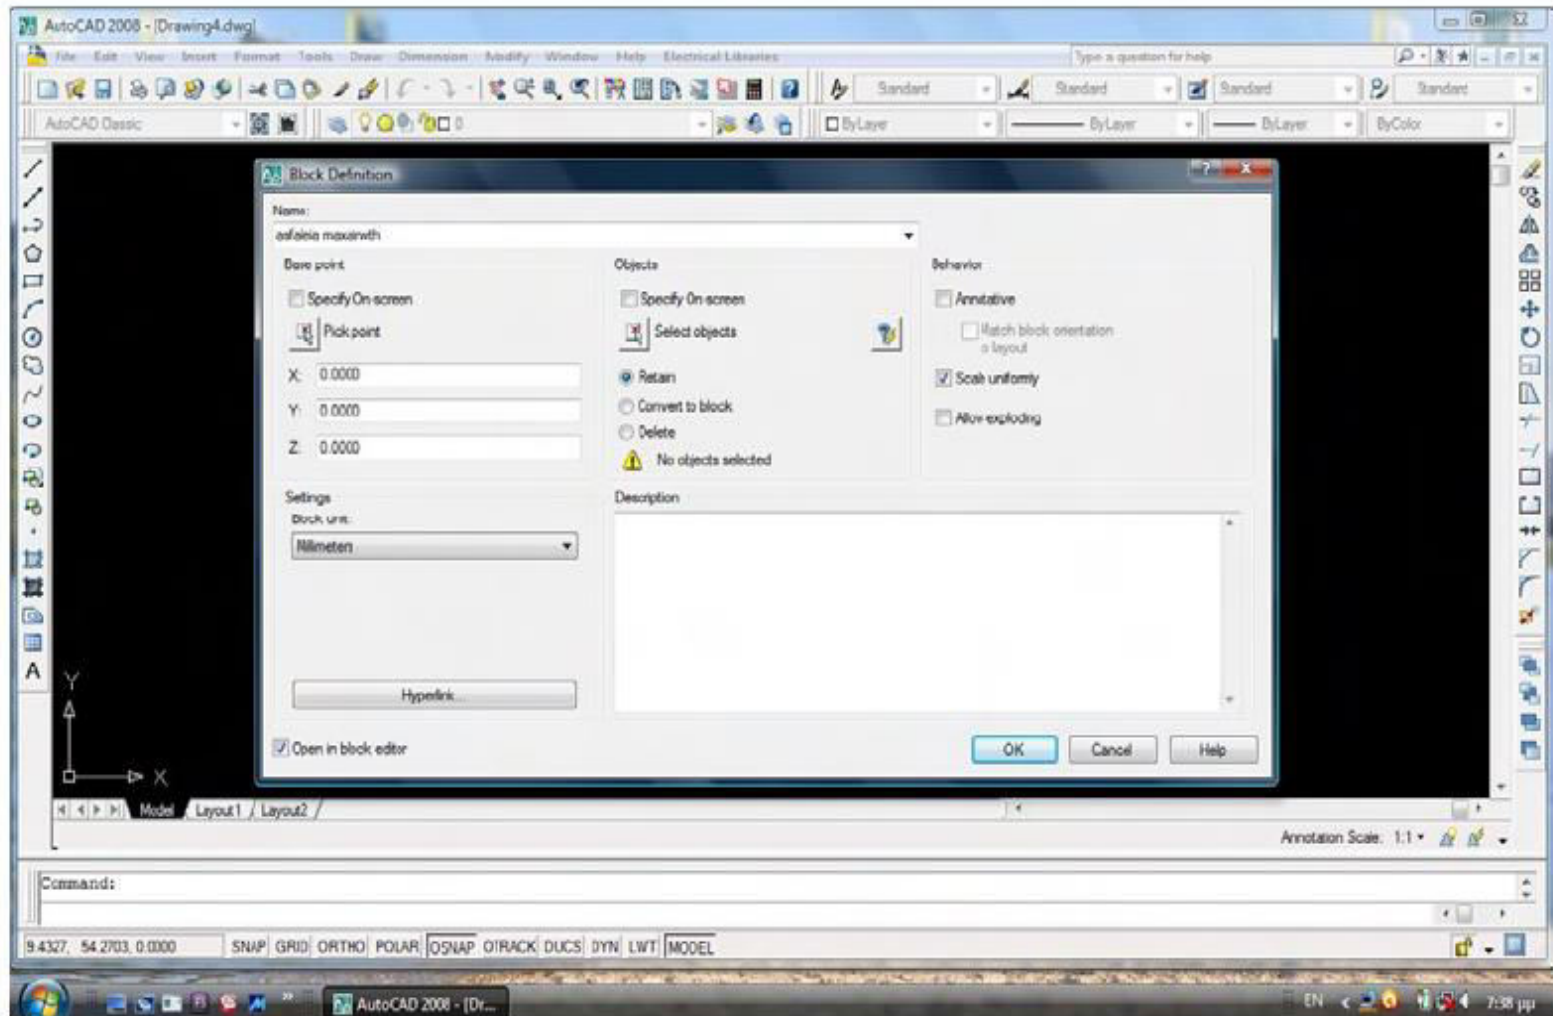 AutoCAD 2008 - [Drawing4.dwg]
File Edit View Insert Format Tools Draw Dimension Modify Window Help Electrical Libraries
Type a question for help
Standard Standard Standard Standard
AutoCAD Classic 0 ByLayer ByLayer ByLayer ByColor
Block Definition
Name:
asfaleia maxairwth
Base point
Specify On-screen
Pick point
X: 0.0000
Y: 0.0000
Z: 0.0000
Objects
Specify On-screen
Select objects
Retain
Convert to block
Delete
No objects selected
Behavior
Annotative
Match block orientation
to layout
Scale uniformly
Allow exploding
Settings
Block unit:
Millimeters
Hyperlink...
Description
Open in block editor
OK Cancel Help
A
Y
X
Model Layout1 Layout2
Annotation Scale: 1:1
Command:
9.4327, 54.2703, 0.0000 SNAP GRID ORTHO POLAR OSNAP OTRACK DUCS DYN LWT MODEL
AutoCAD 2008 - [Dr... EN 7:38 μμ